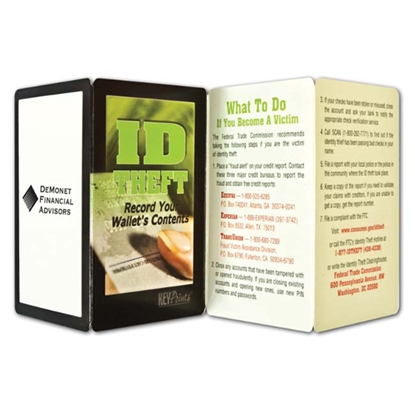 DEMONET
FINANCIAL
ADVISORS
ID
THEFT
Record Your
Wallet's Contents
KEYPoints
What To Do
If You Become A Victim
The Federal Trade Commission recommends
taking the following steps if you are the victim
of identity theft:
1. Place a "fraud alert" on your credit report. Contact
these three major credit bureaus to report the
fraud and obtain free credit reports:
EQUIFAX — 1-800-525-6285
P.O. Box 740241, Atlanta, GA 30374-0241
EXPERIAN — 1-888-EXPERIAN (397-3742)
P.O. Box 9530, Allen, TX 75013
TRANSUNION — 1-800-680-7289
Fraud Victim Assistance Division,
P.O. Box 6790, Fullerton, CA 92834-6790
2. Close any accounts that have been tampered with
or opened fraudulently. If you are closing existing
accounts and opening new ones, use new PIN
numbers and passwords.
3. If your checks have been stolen or misused, close
the account and ask your bank to notify the
appropriate check verification service.
4. Call SCAN (1-800-262-7771) to find out if the
identity theft has been passing bad checks in your
name.
5. File a report with your local police or the police in
the community where the ID theft took place.
6. Keep a copy of the report if you need to validate
your claims with creditors. If you are unable to
get a copy, get the report number.
7. File a complaint with the FTC.
Visit: www.consumer.gov/idtheft
or call the FTC's Identity Theft Hotline:
1-877-IDTHEFT (438-4338)
or write the Identity Theft Clearinghouse,
Federal Trade Commission
600 Pennsylvania Avenue, NW
Washington, DC 20580